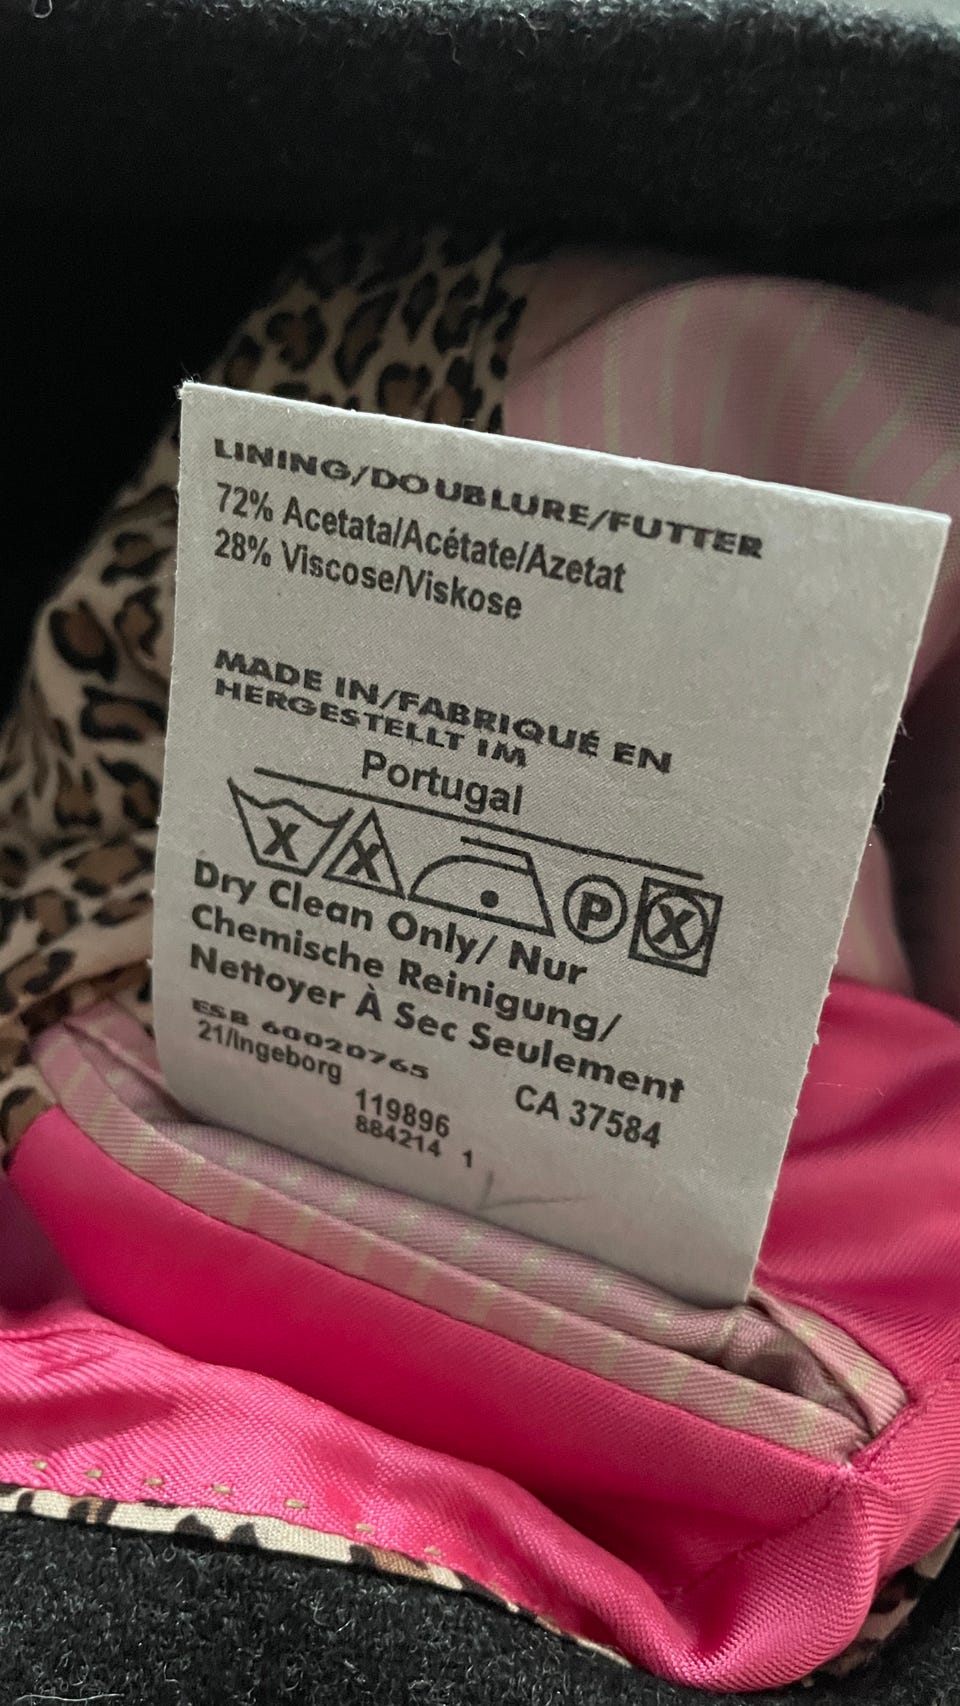 LINING/DOUBLURE/FUTTER
72% Acetata/Acétate/Azetat
28% Viscose/Viskose
MADE IN/FABRIQUÉ EN
HERGESTELLT IM
Portugal
X X P X
Dry Clean Only/ Nur
Chemische Reinigung/
Nettoyer À Sec Seulement
ESB 60020765
21/Ingeborg CA 37584
119896
884214 1